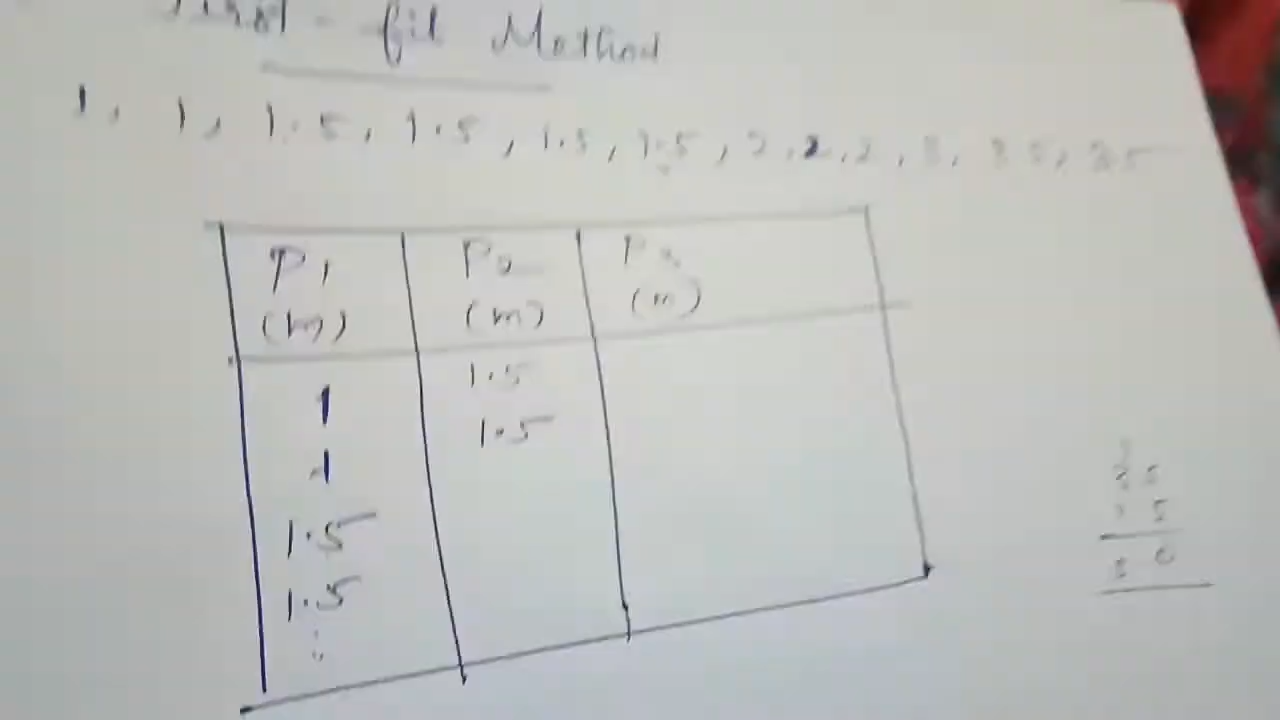 First - fit Method
1, 1, 1.5, 1.5, 1.5, 1.5, 2, 2, 2,
P1 P2 P3
(m) (m) (m)
1 1.5
1 1.5
1.5
1.5